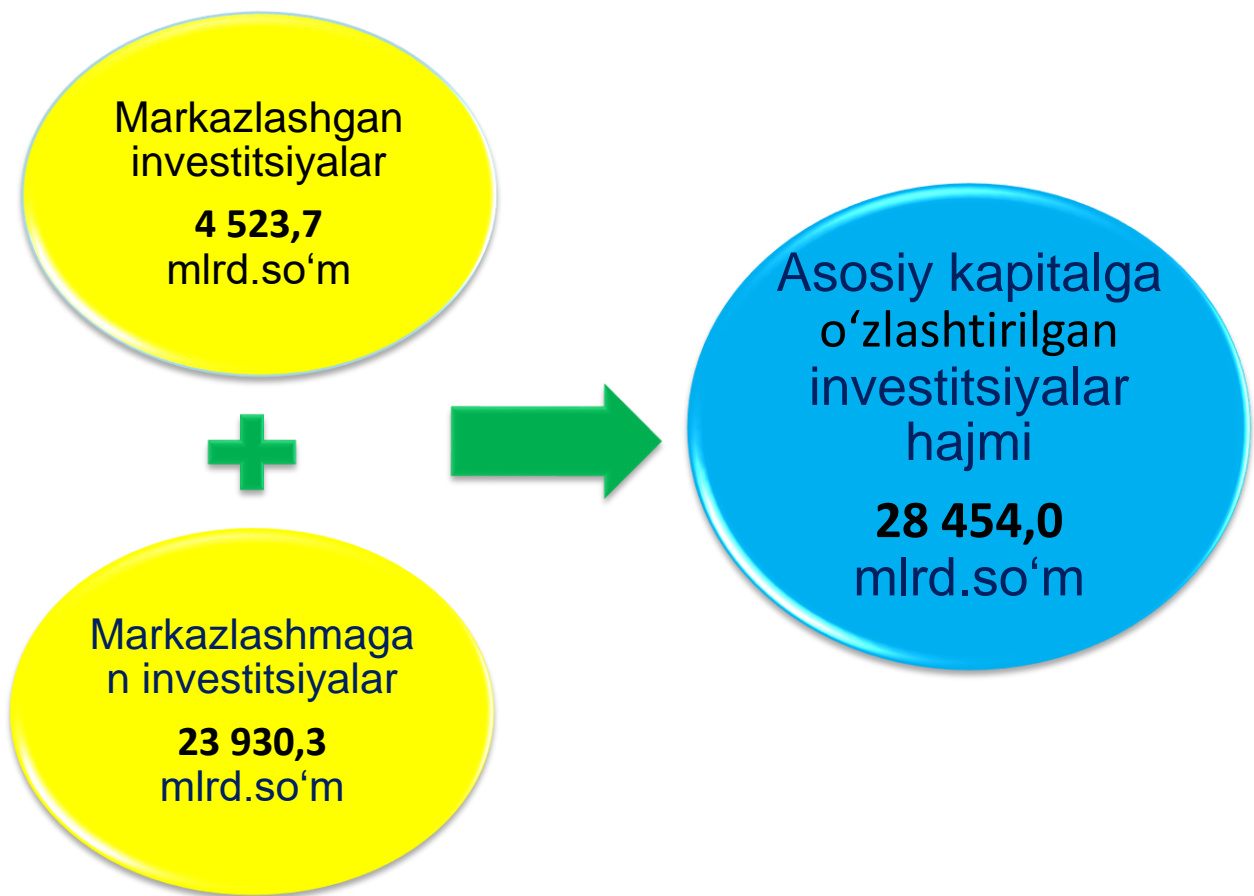 Markazlashgan
investitsiyalar
4 523,7
mlrd.so‘m
Markazlashmaga
n investitsiyalar
23 930,3
mlrd.so‘m
Asosiy kapitalga
o‘zlashtirilgan
investitsiyalar
hajmi
28 454,0
mlrd.so‘m